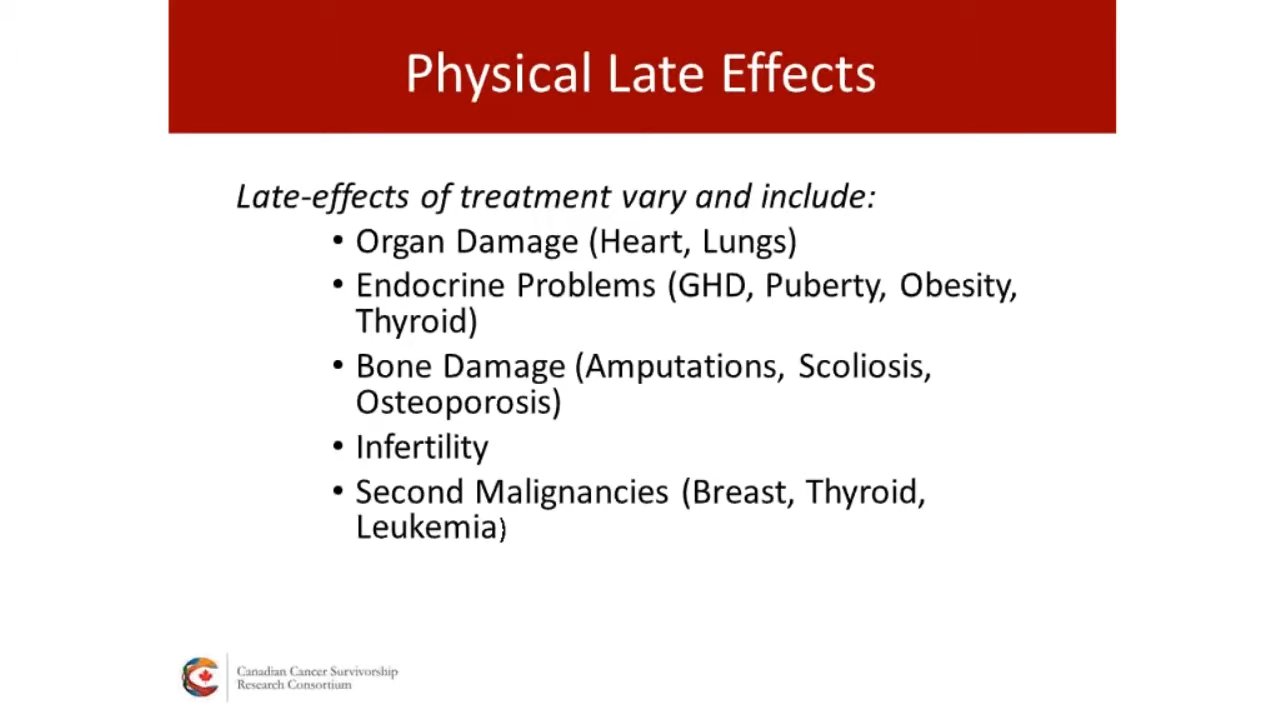 Physical Late Effects
Late-effects of treatment vary and include:
• Organ Damage (Heart, Lungs)
• Endocrine Problems (GHD, Puberty, Obesity,
Thyroid)
• Bone Damage (Amputations, Scoliosis,
Osteoporosis)
• Infertility
• Second Malignancies (Breast, Thyroid,
Leukemia)
Canadian Cancer Survivorship
Research Consortium